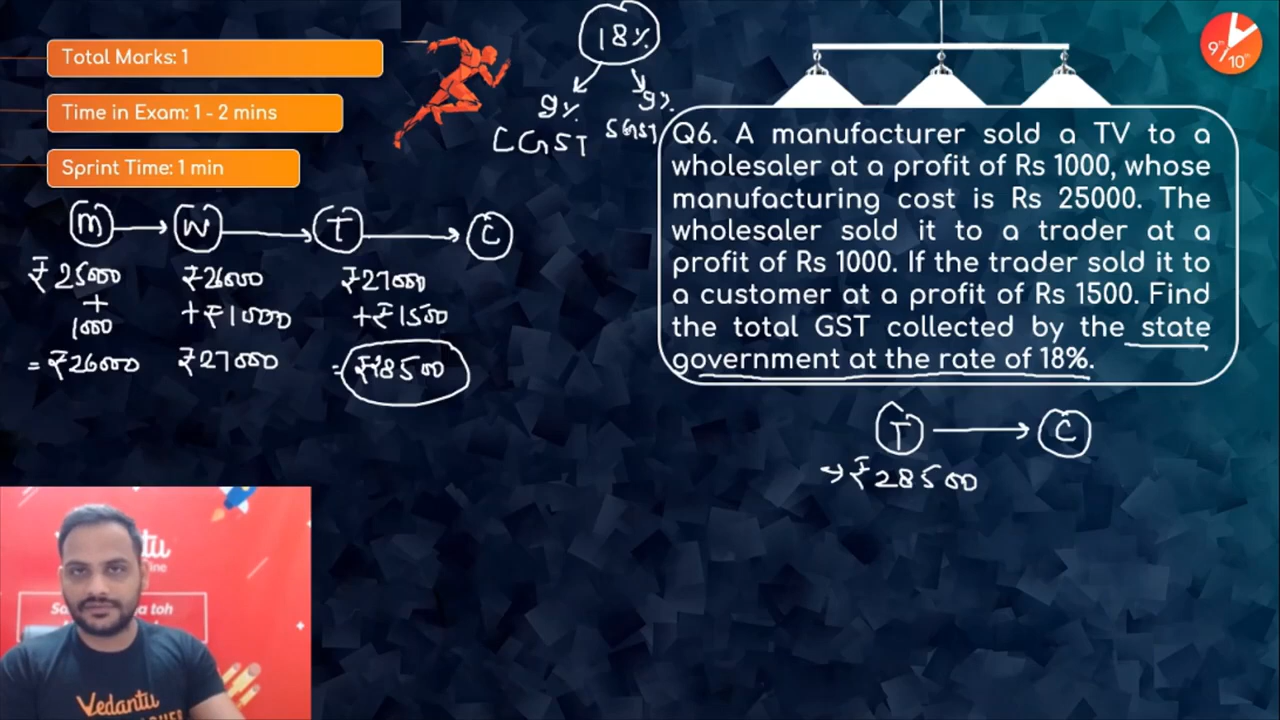 Total Marks: 1
Time in Exam: 1 - 2 mins
Sprint Time: 1 min
18%
9%
9%
CGST
SGST
9th
10th
Q6. A manufacturer sold a TV to a
wholesaler at a profit of Rs 1000, whose
manufacturing cost is Rs 25000. The
wholesaler sold it to a trader at a
profit of Rs 1000. If the trader sold it to
a customer at a profit of Rs 1500. Find
the total GST collected by the state
government at the rate of 18%.
M → W → T → C
₹25000 ₹26000 ₹27000
+ +₹1000 +₹1500
1000
=₹26000 ₹27000 =₹28500
T → C
→ ₹28500
Vedantu